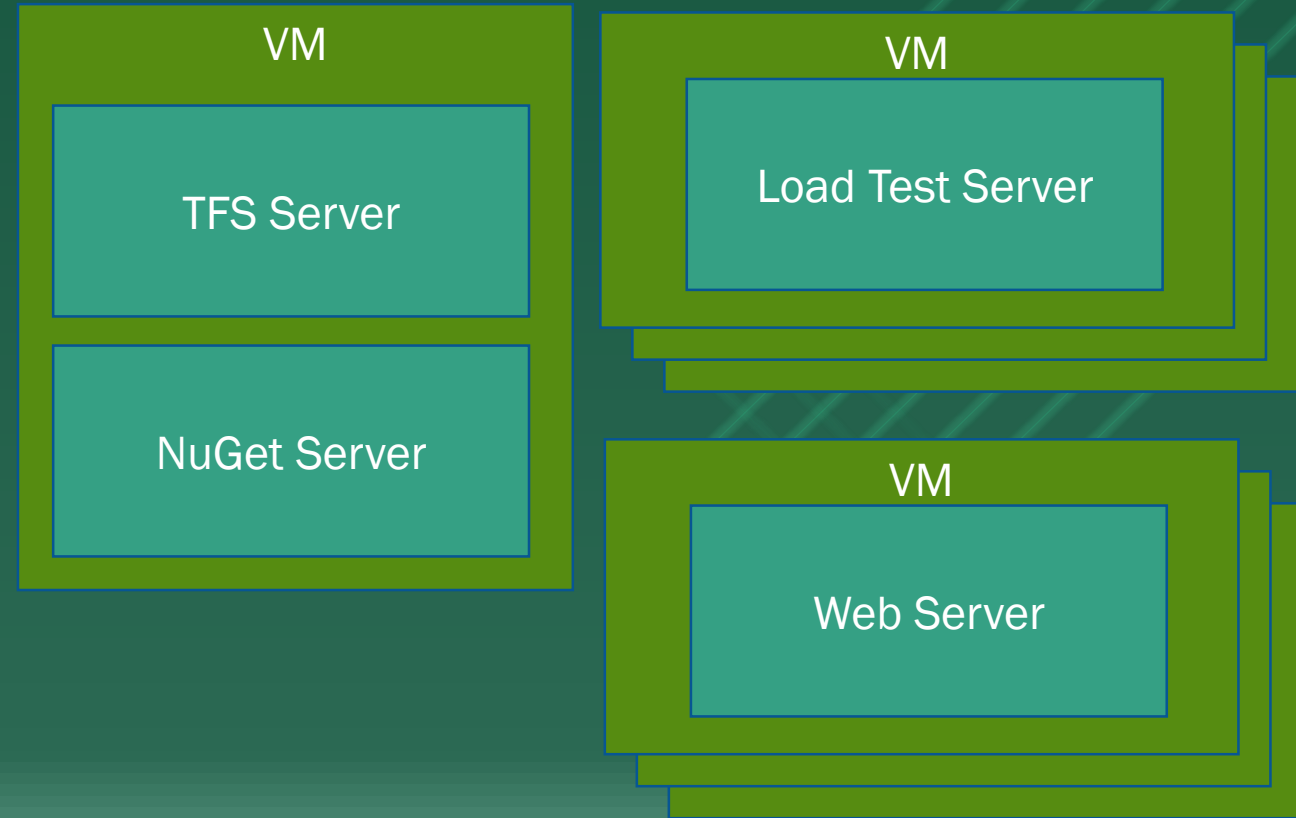 VM
TFS Server
NuGet Server
VM
Load Test Server
VM
Web Server